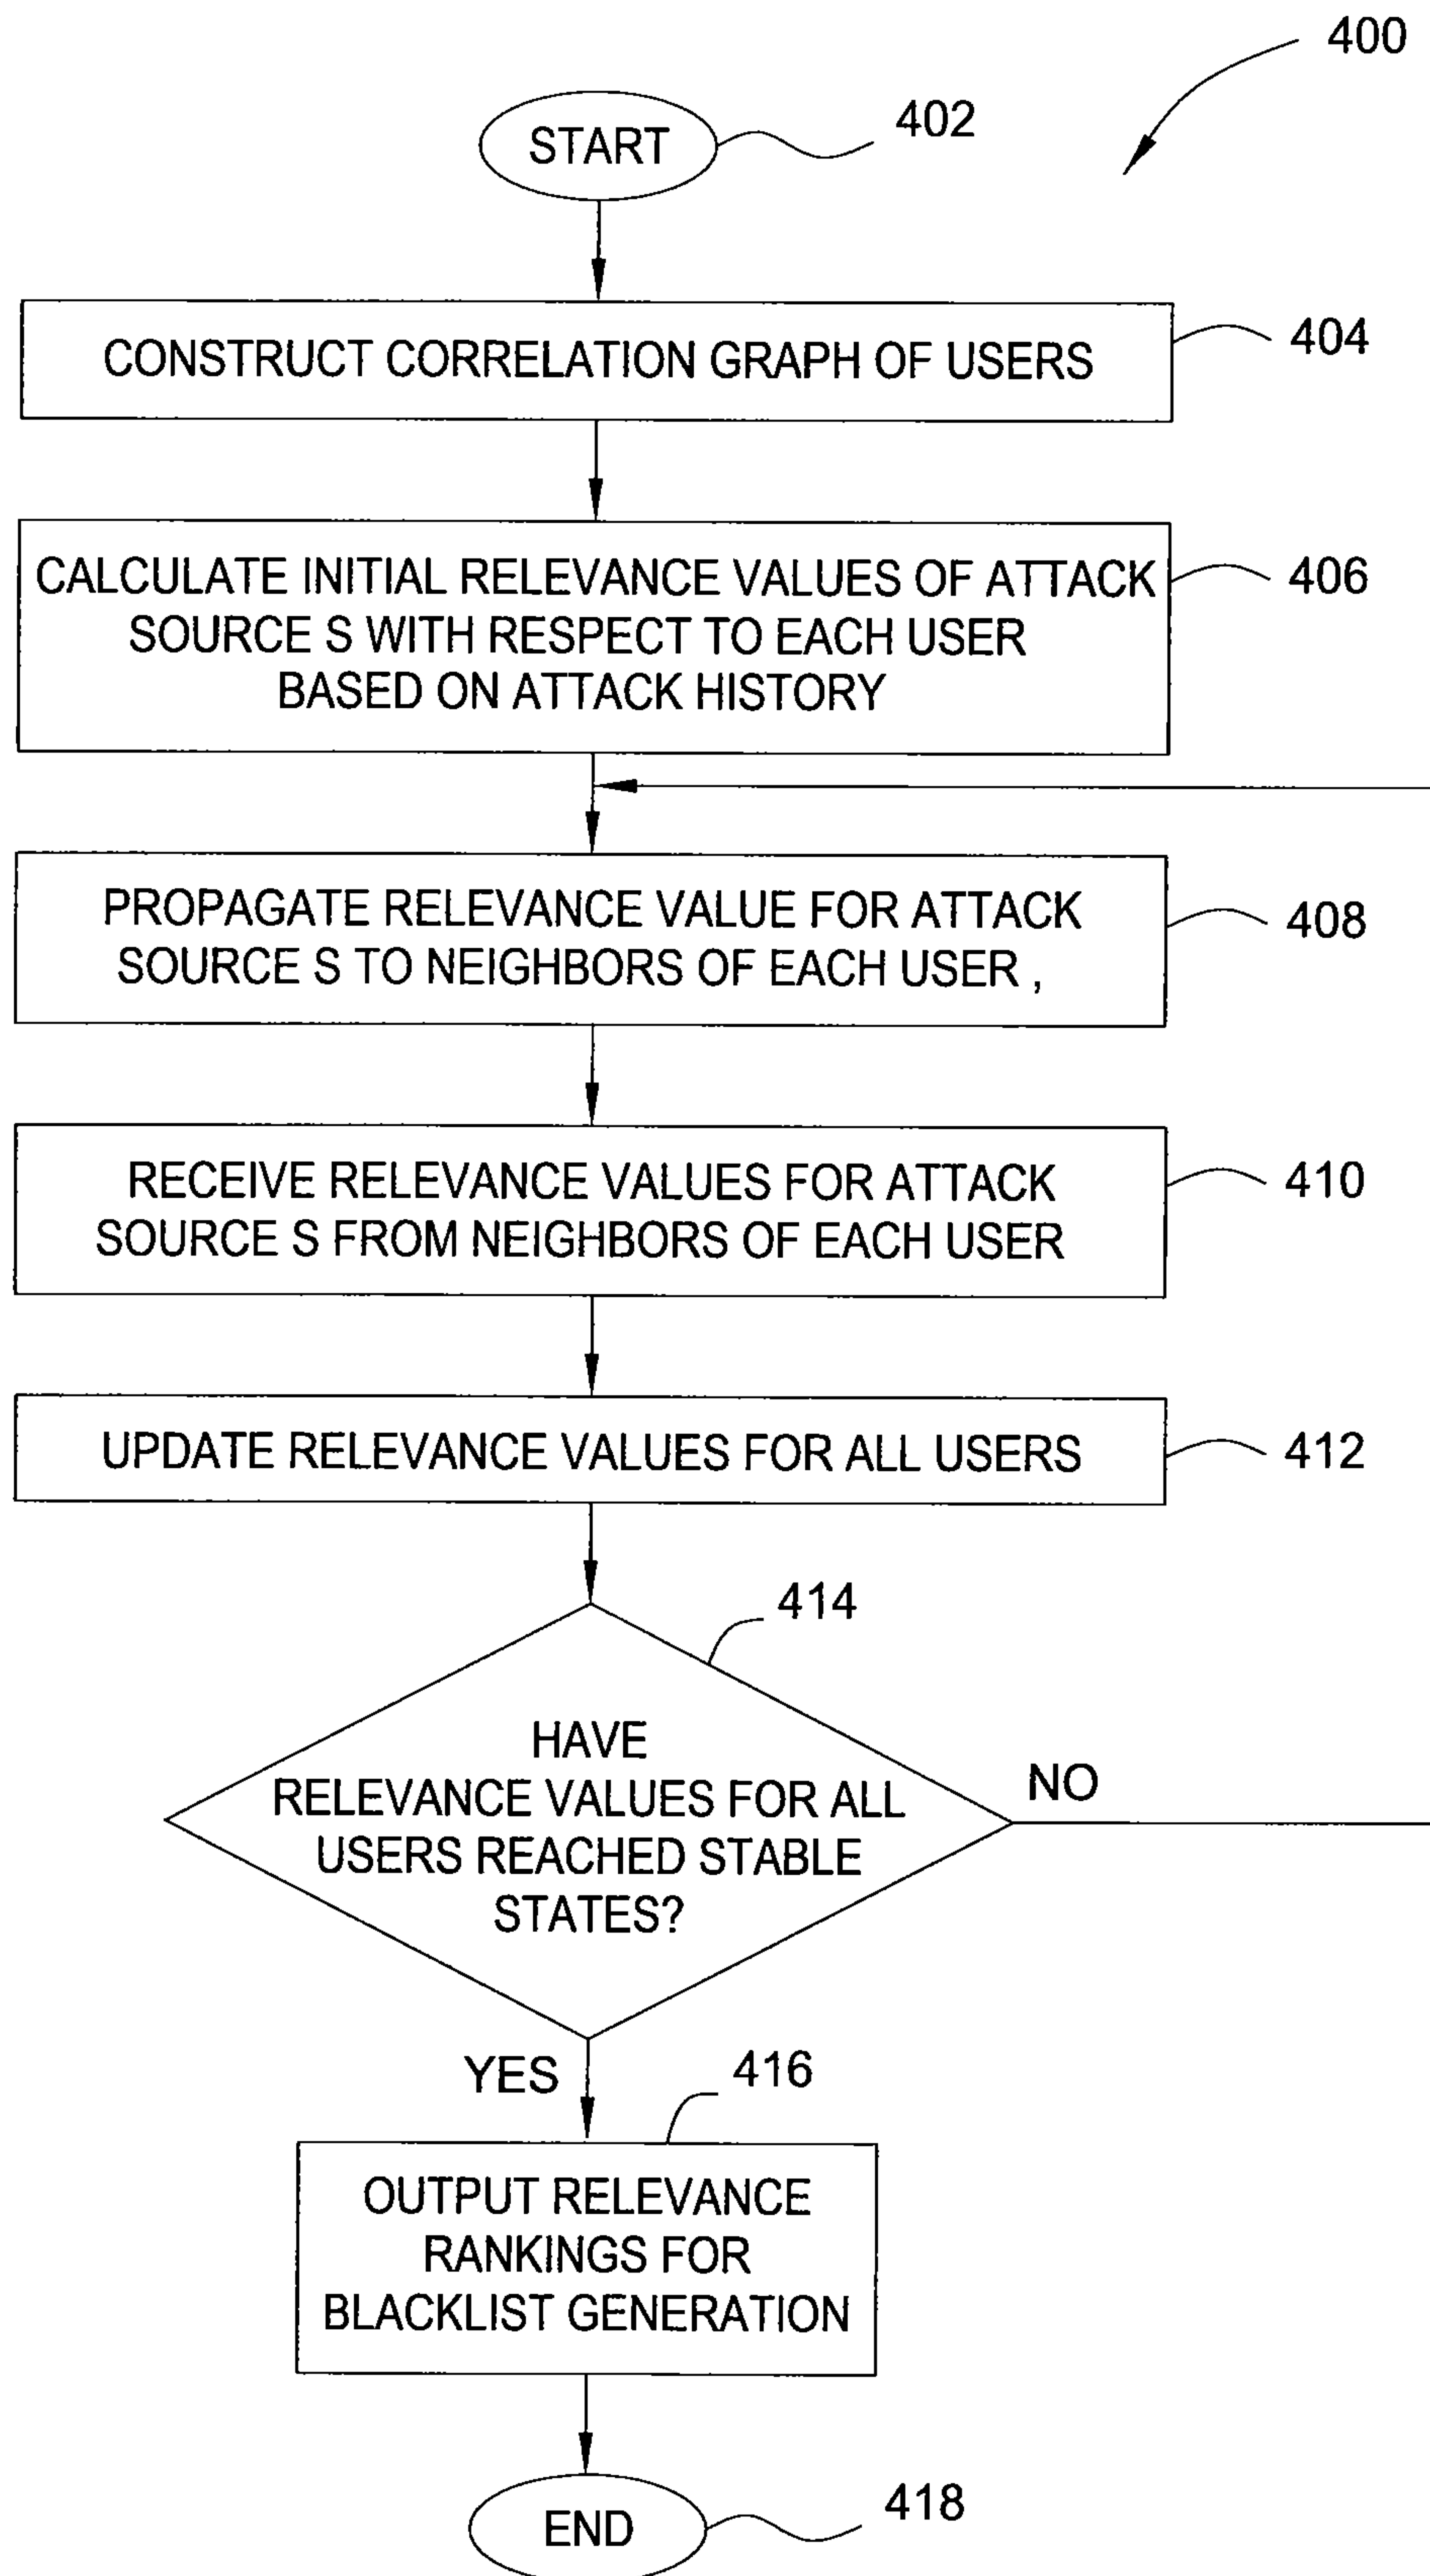 400
START
402
CONSTRUCT CORRELATION GRAPH OF USERS
404
CALCULATE INITIAL RELEVANCE VALUES OF ATTACK
SOURCE S WITH RESPECT TO EACH USER
BASED ON ATTACK HISTORY
406
PROPAGATE RELEVANCE VALUE FOR ATTACK
SOURCE S TO NEIGHBORS OF EACH USER ,
408
RECEIVE RELEVANCE VALUES FOR ATTACK
SOURCE S FROM NEIGHBORS OF EACH USER
410
UPDATE RELEVANCE VALUES FOR ALL USERS
412
414
HAVE
RELEVANCE VALUES FOR ALL
USERS REACHED STABLE
STATES?
NO
YES
416
OUTPUT RELEVANCE
RANKINGS FOR
BLACKLIST GENERATION
END
418